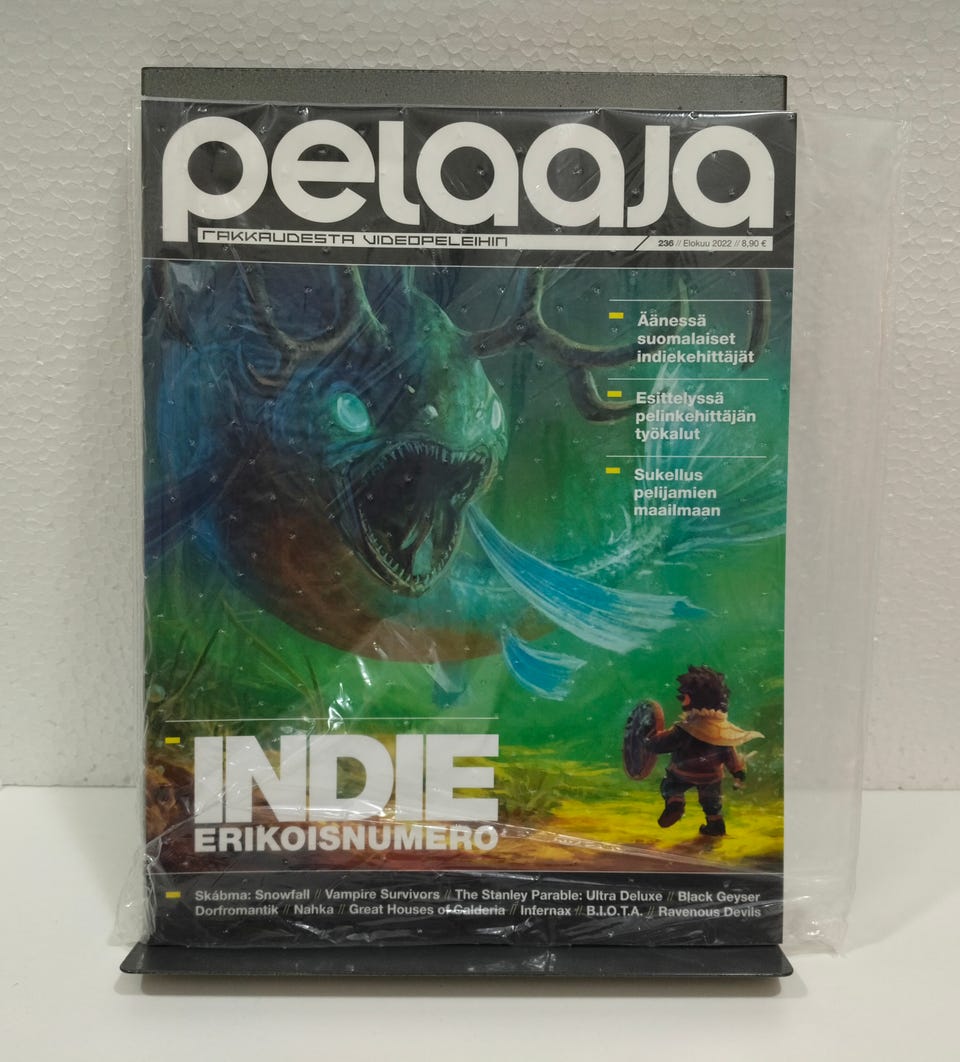 pelaaja
RAKKAUDESTA VIDEOPELEIHIN
236 // Elokuu 2022 // 8,90 €
Äänessä
suomalaiset
indiekehittäjät
Esittelyssä
pelinkehittäjän
työkalut
Sukellus
pelijamien
maailmaan
INDIE
ERIKOISNUMERO
Skábma: Snowfall // Vampire Survivors // The Stanley Parable: Ultra Deluxe // Black Geyser
Dorfromantik // Nahka // Great Houses of Calderia // Infernax // B.I.O.T.A. // Ravenous Devils